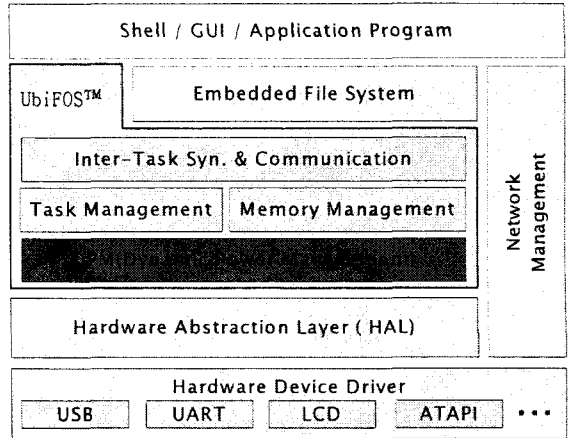 Shell / GUI / Application Program
UbiFOS™
Embedded File System
Inter-Task Syn. & Communication
Task Management
Memory Management
Network
Management
Hardware Abstraction Layer ( HAL)
Hardware Device Driver
USB
UART
LCD
ATAPI
•••